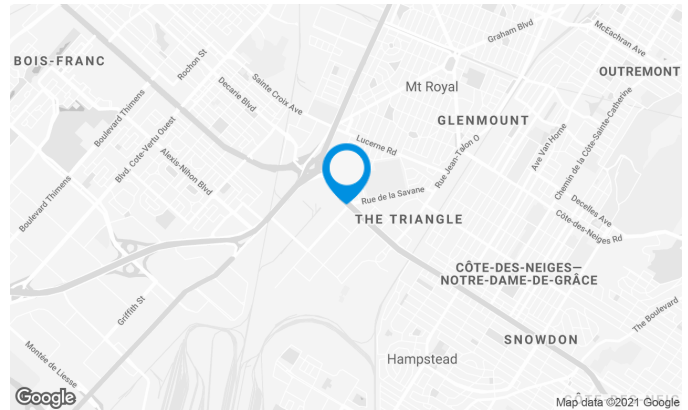 Graham Blvd
McEachran Ave
BOIS-FRANC
Rochon St
OUTREMONT
Sainte Croix Ave
Decarie Blvd
Mt Royal
Boulevard Thimens
GLENMOUNT
Blvd. Cote-Vertu Ouest
Lucerne Rd
Rue Jean-Talon O
Ave Van Horne
Chemin de la Côte-Sainte-Catherine
Alexis-Nihon Blvd
Rue de la Savane
Boulevard Thimens
THE TRIANGLE
Decelles Ave
Côte-des-Neiges Rd
CÔTE-DES-NEIGES—
NOTRE-DAME-DE-GRÂCE
Griffith St
The Boulevard
SNOWDON
Montée de Liesse
Hampstead
Google
Map data ©2021 Google